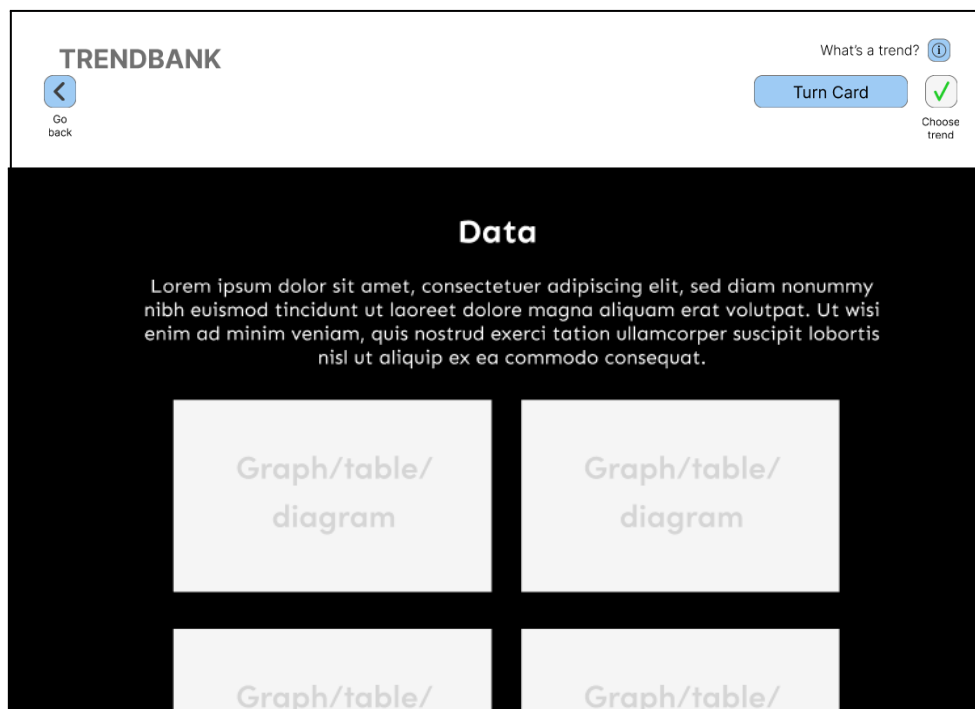 TRENDBANK
What's a trend?
Go
back
Turn Card
Choose
trend
Data
Lorem ipsum dolor sit amet, consectetuer adipiscing elit, sed diam nonummy
nibh euismod tincidunt ut laoreet dolore magna aliquam erat volutpat. Ut wisi
enim ad minim veniam, quis nostrud exerci tation ullamcorper suscipit lobortis
nisl ut aliquip ex ea commodo consequat.
Graph/table/
diagram
Graph/table/
diagram
Graph/table/
Graph/table/